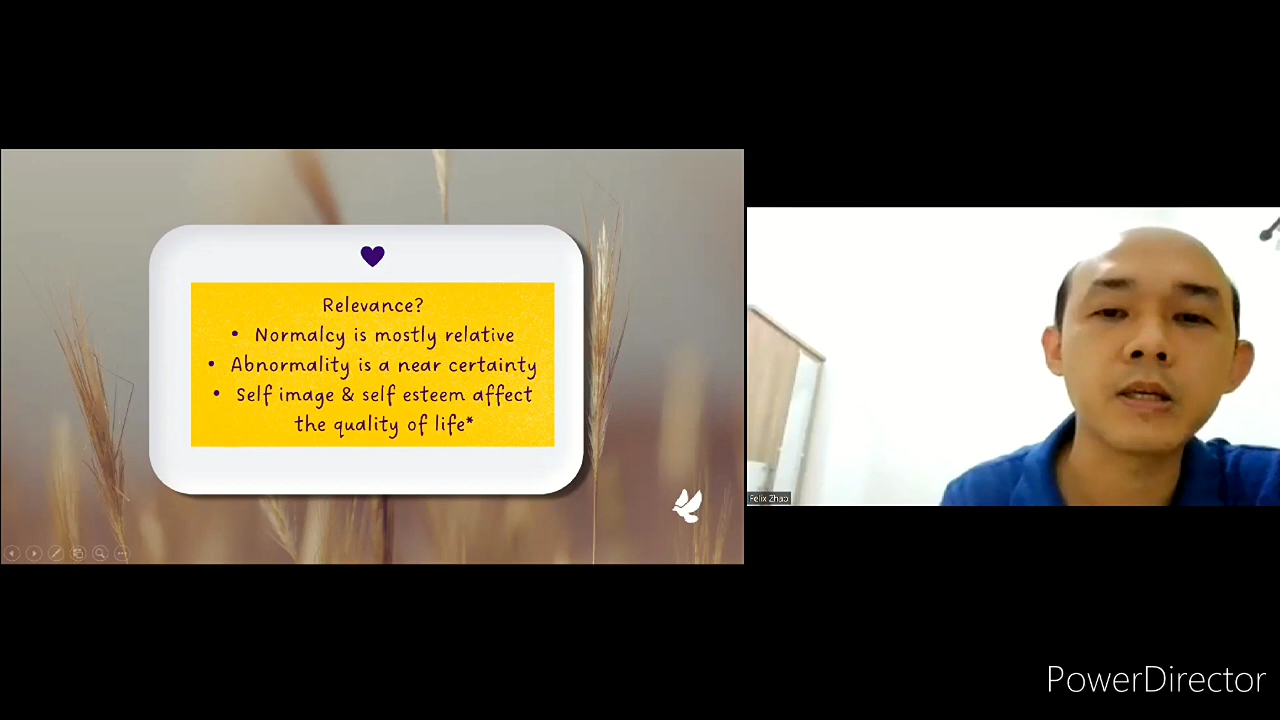 Relevance?
• Normalcy is mostly relative
• Abnormality is a near certainty
• Self image & self esteem affect
the quality of life*
Felix Zhao
PowerDirector